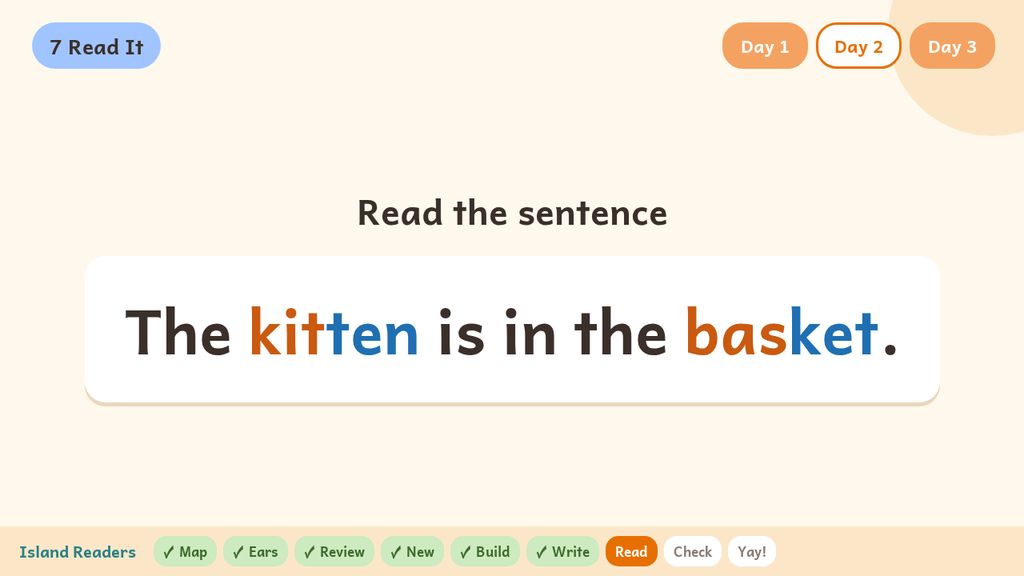 7 Read It
Day 1 Day 2 Day 3
Read the sentence
The kitten is in the basket.
Island Readers ✓ Map ✓ Ears ✓ Review ✓ New ✓ Build ✓ Write Read Check Yay!